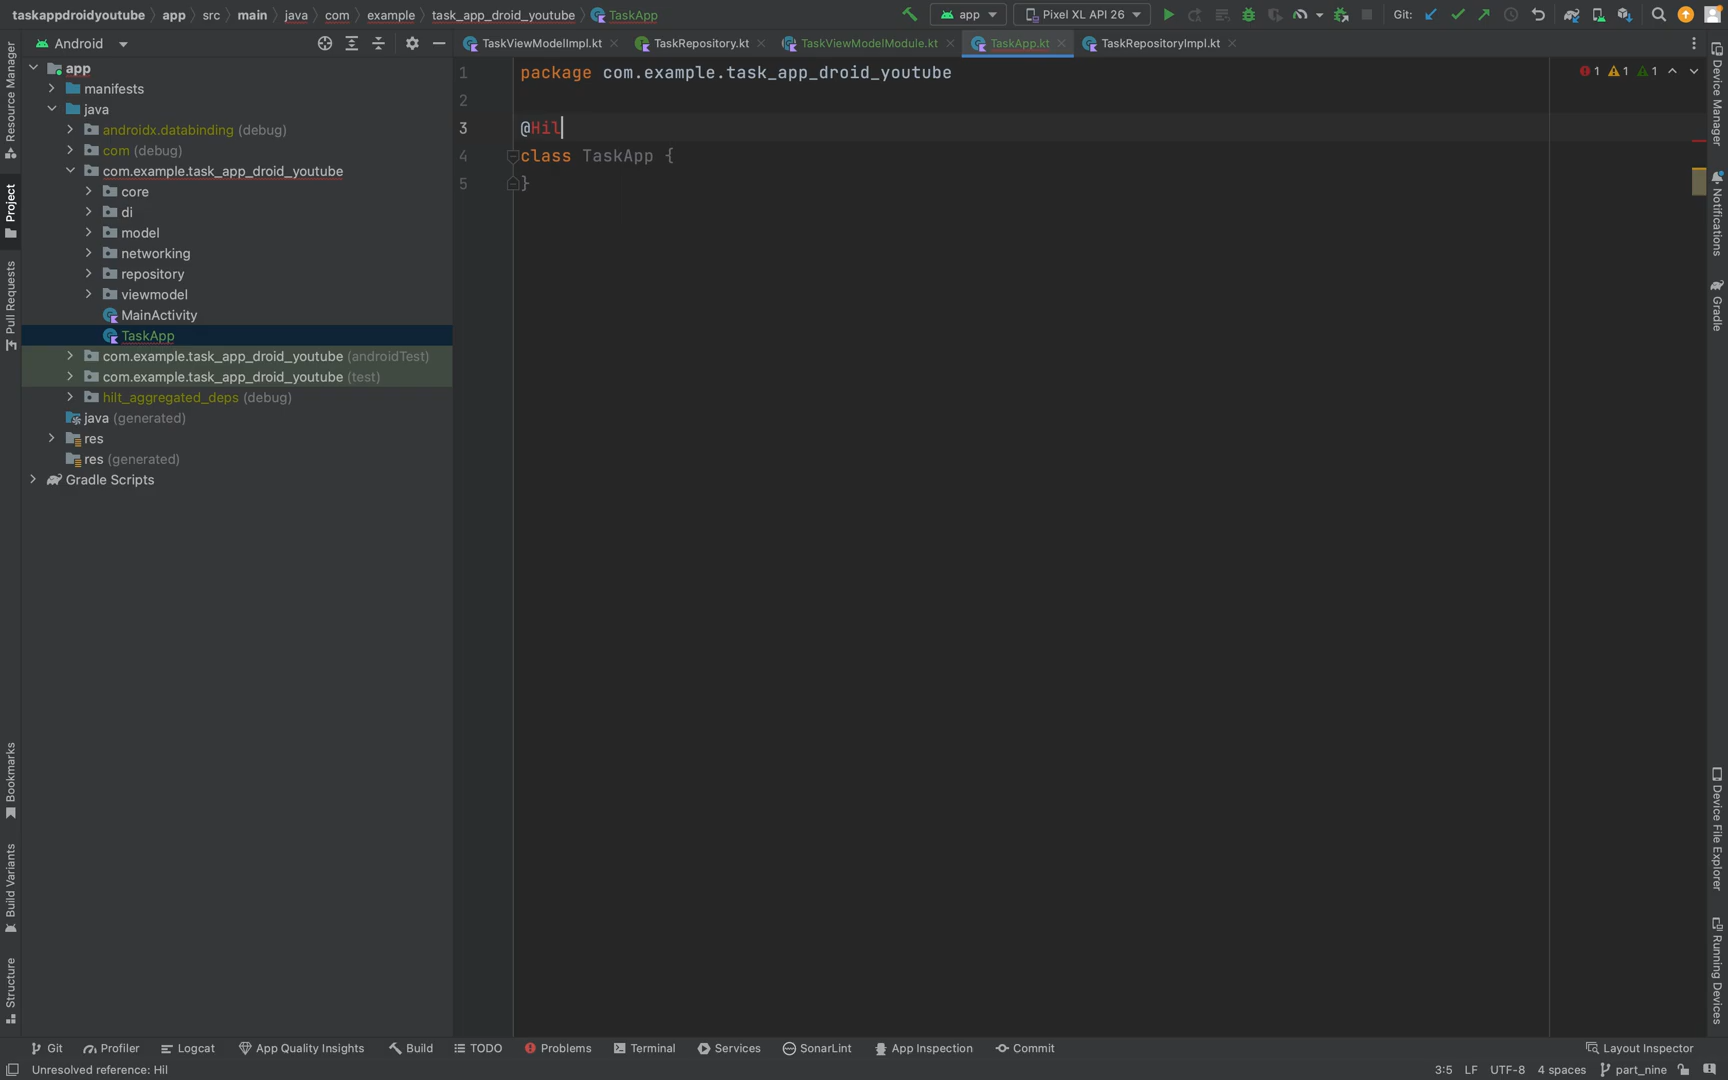 taskappdroidyoutube app src main java com example task_app_droid_youtube TaskApp
app Pixel XL API 26 Git:
Android
TaskViewModelImpl.kt TaskRepository.kt TaskViewModelModule.kt TaskApp.kt TaskRepositoryImpl.kt
app
manifests
java
androidx.databinding (debug)
com (debug)
com.example.task_app_droid_youtube
core
di
model
networking
repository
viewmodel
MainActivity
TaskApp
com.example.task_app_droid_youtube (androidTest)
com.example.task_app_droid_youtube (test)
hilt_aggregated_deps (debug)
java (generated)
res
res (generated)
Gradle Scripts
1 package com.example.task_app_droid_youtube
2
3 @Hil
4 class TaskApp {
5 }
1 1 1
Resource Manager
Project
Pull Requests
Bookmarks
Build Variants
Structure
Device Manager
Notifications
Gradle
Device File Explorer
Running Devices
Git Profiler Logcat App Quality Insights Build TODO Problems Terminal Services SonarLint App Inspection Commit Layout Inspector
Unresolved reference: Hil 3:5 LF UTF-8 4 spaces part_nine